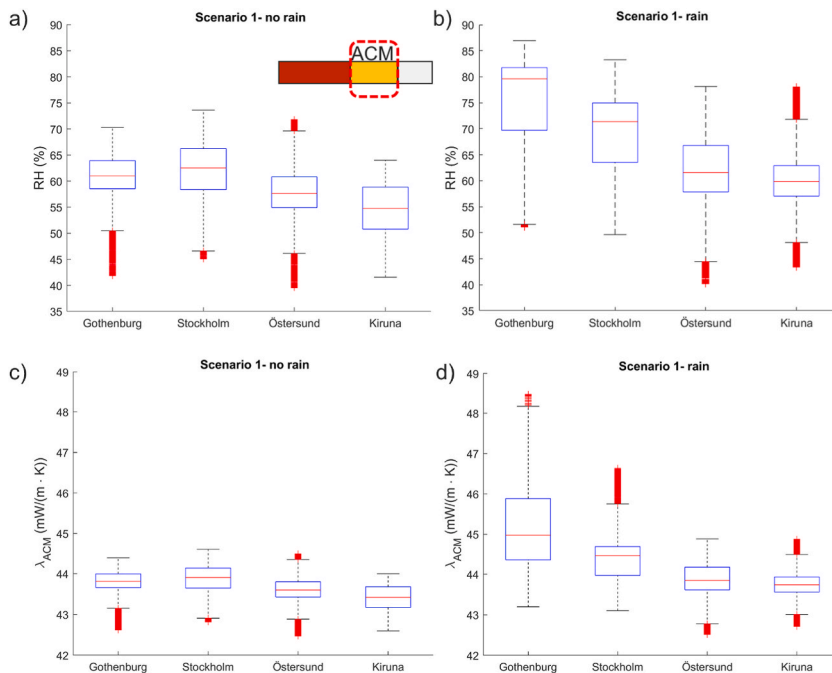 a)
Scenario 1- no rain
ACM
90
85
80
75
70
65
60
55
50
45
40
35
RH (%)
Gothenburg Stockholm Östersund Kiruna
b)
Scenario 1- rain
90
85
80
75
70
65
60
55
50
45
40
35
RH (%)
Gothenburg Stockholm Östersund Kiruna
c)
Scenario 1- no rain
49
48
47
46
45
44
43
42
λACM (mW/(m · K))
Gothenburg Stockholm Östersund Kiruna
d)
Scenario 1- rain
49
48
47
46
45
44
43
42
λACM (mW/(m · K))
Gothenburg Stockholm Östersund Kiruna